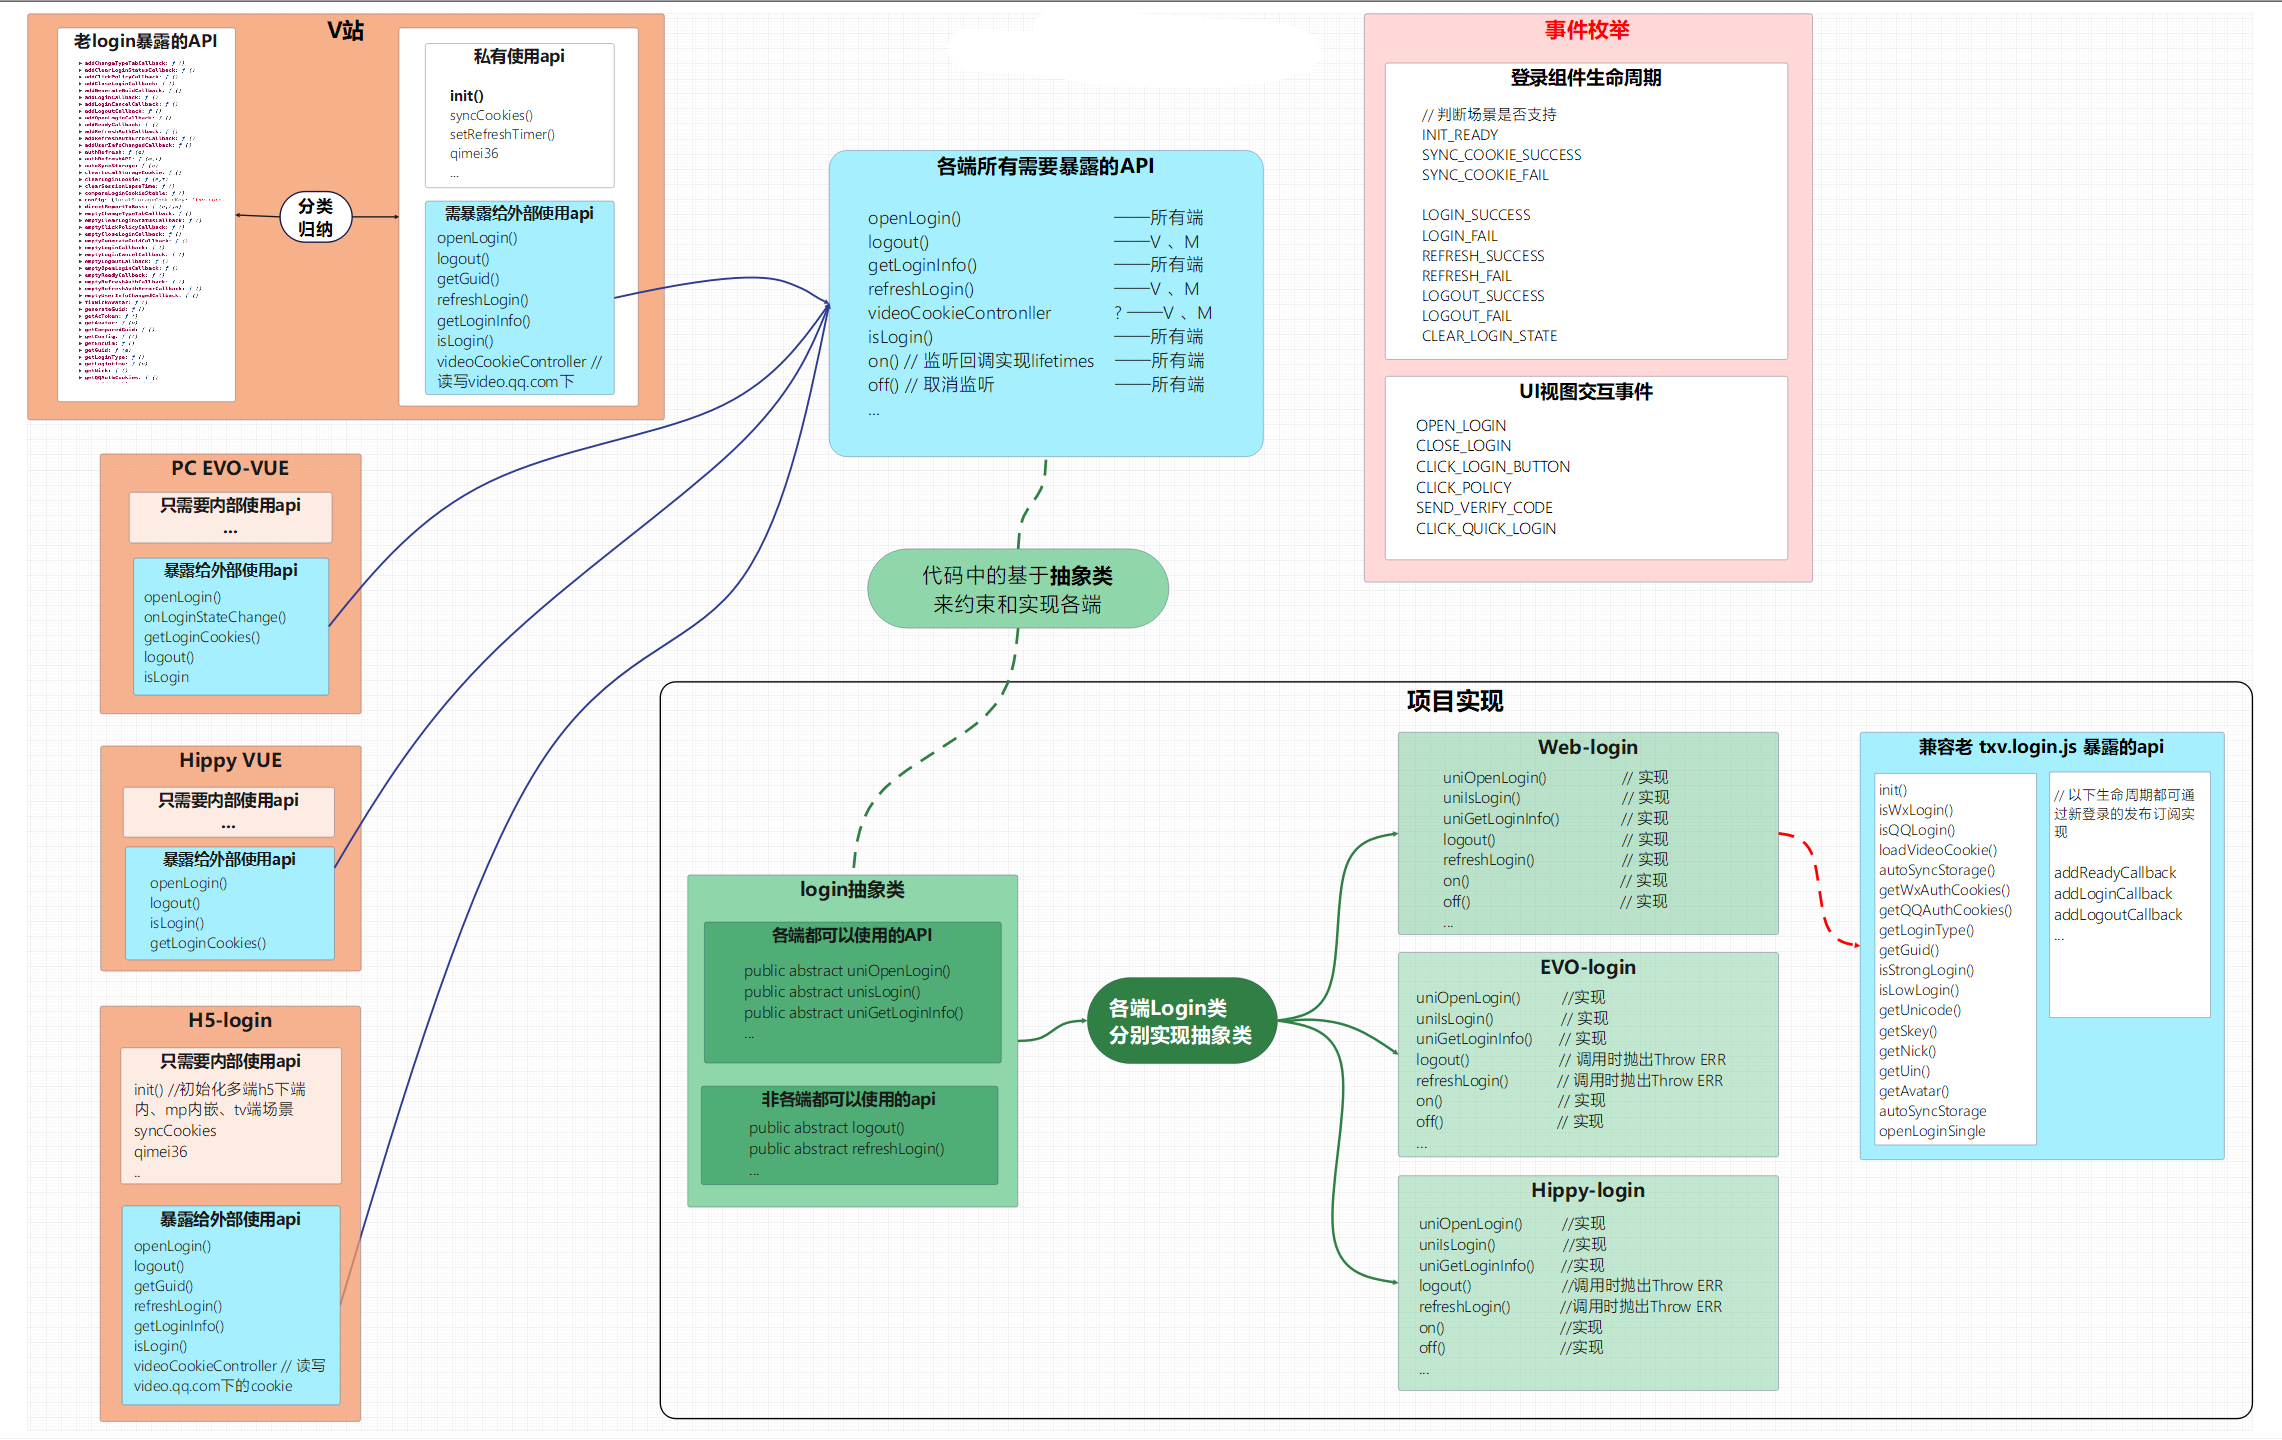 V站
老login暴露的API
分类
归纳
私有使用api
init()
syncCookies()
setRefreshTimer()
qimei36
...
需暴露给外部使用api
openLogin()
logout()
getGuid()
refreshLogin()
getLoginInfo()
isLogin()
videoCookieController //
读写video.qq.com下
各端所有需要暴露的API
openLogin() ——所有端
logout() ——V 、M
getLoginInfo() ——所有端
refreshLogin() ——V 、M
videoCookieContronller ? ——V 、M
isLogin() ——所有端
on() // 监听回调实现lifetimes ——所有端
off() // 取消监听 ——所有端
...
事件枚举
登录组件生命周期
// 判断场景是否支持
INIT_READY
SYNC_COOKIE_SUCCESS
SYNC_COOKIE_FAIL
LOGIN_SUCCESS
LOGIN_FAIL
REFRESH_SUCCESS
REFRESH_FAIL
LOGOUT_SUCCESS
LOGOUT_FAIL
CLEAR_LOGIN_STATE
UI视图交互事件
OPEN_LOGIN
CLOSE_LOGIN
CLICK_LOGIN_BUTTON
CLICK_POLICY
SEND_VERIFY_CODE
CLICK_QUICK_LOGIN
PC EVO-VUE
只需要内部使用api
...
暴露给外部使用api
openLogin()
onLoginStateChange()
getLoginCookies()
logout()
isLogin
Hippy VUE
只需要内部使用api
...
暴露给外部使用api
openLogin()
logout()
isLogin()
getLoginCookies()
H5-login
只需要内部使用api
init() //初始化多端h5下端
内、mp内嵌、tv端场景
syncCookies
qimei36
..
暴露给外部使用api
openLogin()
logout()
getGuid()
refreshLogin()
getLoginInfo()
isLogin()
videoCookieController // 读写
video.qq.com下的cookie
代码中的基于抽象类
来约束和实现各端
项目实现
login抽象类
各端都可以使用的API
public abstract uniOpenLogin()
public abstract unisLogin()
public abstract uniGetLoginInfo()
...
非各端都可以使用的api
public abstract logout()
public abstract refreshLogin()
...
各端Login类
分别实现抽象类
Web-login
uniOpenLogin() // 实现
uniIsLogin() // 实现
uniGetLoginInfo() // 实现
logout() // 实现
refreshLogin() // 实现
on() // 实现
off() // 实现
...
EVO-login
uniOpenLogin() //实现
uniIsLogin() // 实现
uniGetLoginInfo() // 实现
logout() // 调用时抛出Throw ERR
refreshLogin() // 调用时抛出Throw ERR
on() // 实现
off() // 实现
...
Hippy-login
uniOpenLogin() //实现
uniIsLogin() //实现
uniGetLoginInfo() //实现
logout() //调用时抛出Throw ERR
refreshLogin() //调用时抛出Throw ERR
on() //实现
off() //实现
...
兼容老 txv.login.js 暴露的api
init()
isWxLogin()
isQQLogin()
loadVideoCookie()
autoSyncStorage()
getWxAuthCookies()
getQQAuthCookies()
getLoginType()
getGuid()
isStrongLogin()
isLowLogin()
getUnicode()
getSkey()
getNick()
getUin()
getAvatar()
autoSyncStorage
openLoginSingle
// 以下生命周期都可通
过新登录的发布订阅实
现
addReadyCallback
addLoginCallback
addLogoutCallback
...